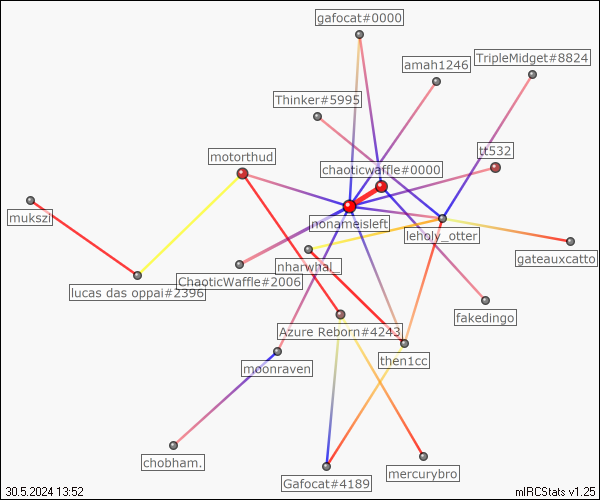 gafocat#0000
amah1246
TripleMidget#8824
Thinker#5995
tt532
motorthud
chaoticwaffle#0000
mukszi
nonameisleft
leholy_otter
gateauxcatto
nharwhal_
ChaoticWaffle#2006
lucas das oppai#2396
fakedingo
Azure Reborn#4243
then1cc
moonraven
chobham.
Gafocat#4189
mercurybro
30.5.2024 13:52
mIRCStats v1.25